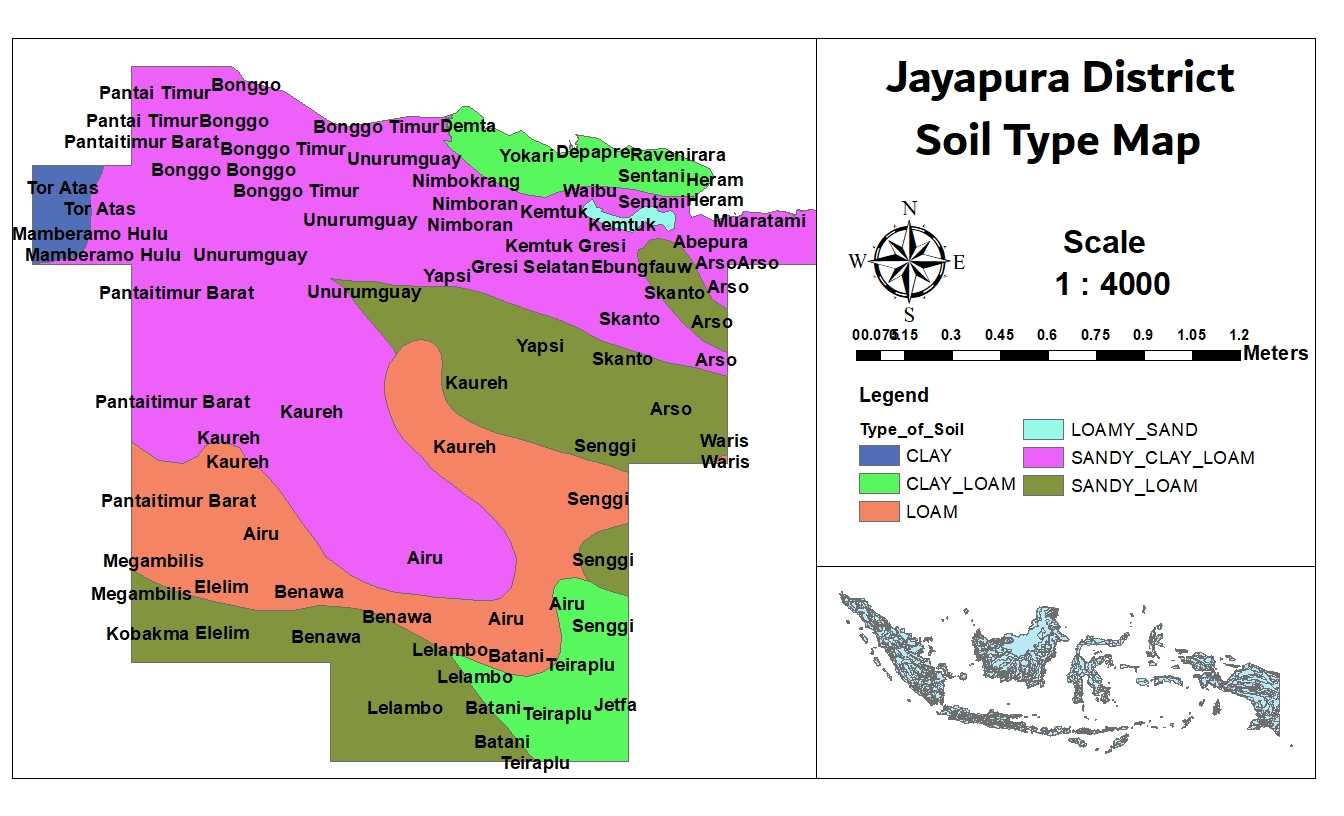 Jayapura District
Soil Type Map
N
W E
S
Scale
1 : 4000
0 0.075 0.15 0.3 0.45 0.6 0.75 0.9 1.05 1.2
Meters
Legend
Type_of_Soil
CLAY
CLAY_LOAM
LOAM
LOAMY_SAND
SANDY_CLAY_LOAM
SANDY_LOAM
Pantai Timur Bonggo
Pantai Timur Bonggo
Bonggo Timur Demta
Pantaitimur Barat
Bonggo Timur
Unurumguay
Yokari Depapre Ravenirara
Bonggo Bonggo
Sentani
Heram
Nimbokrang
Tor Atas
Bonggo Timur
Waibu
Sentani Heram
Nimboran
Tor Atas
Kemtuk
Unurumguay
Nimboran
Kemtuk
Muaratami
Mamberamo Hulu
Kemtuk Gresi
Abepura
Mamberamo Hulu
Unurumguay
Gresi Selatan Ebungfauw Arso Arso
Yapsi
Pantaitimur Barat
Unurumguay
Skanto
Arso
Skanto
Arso
Yapsi
Skanto
Arso
Kaureh
Pantaitimur Barat
Kaureh
Arso
Kaureh
Kaureh
Senggi
Waris
Kaureh
Waris
Pantaitimur Barat
Senggi
Airu
Megambilis
Airu
Senggi
Megambilis Elelim
Benawa
Airu
Benawa
Airu
Senggi
Kobakma Elelim
Benawa
Lelambo
Batani
Teiraplu
Lelambo
Lelambo
Batani
Teiraplu
Jetfa
Batani
Teiraplu